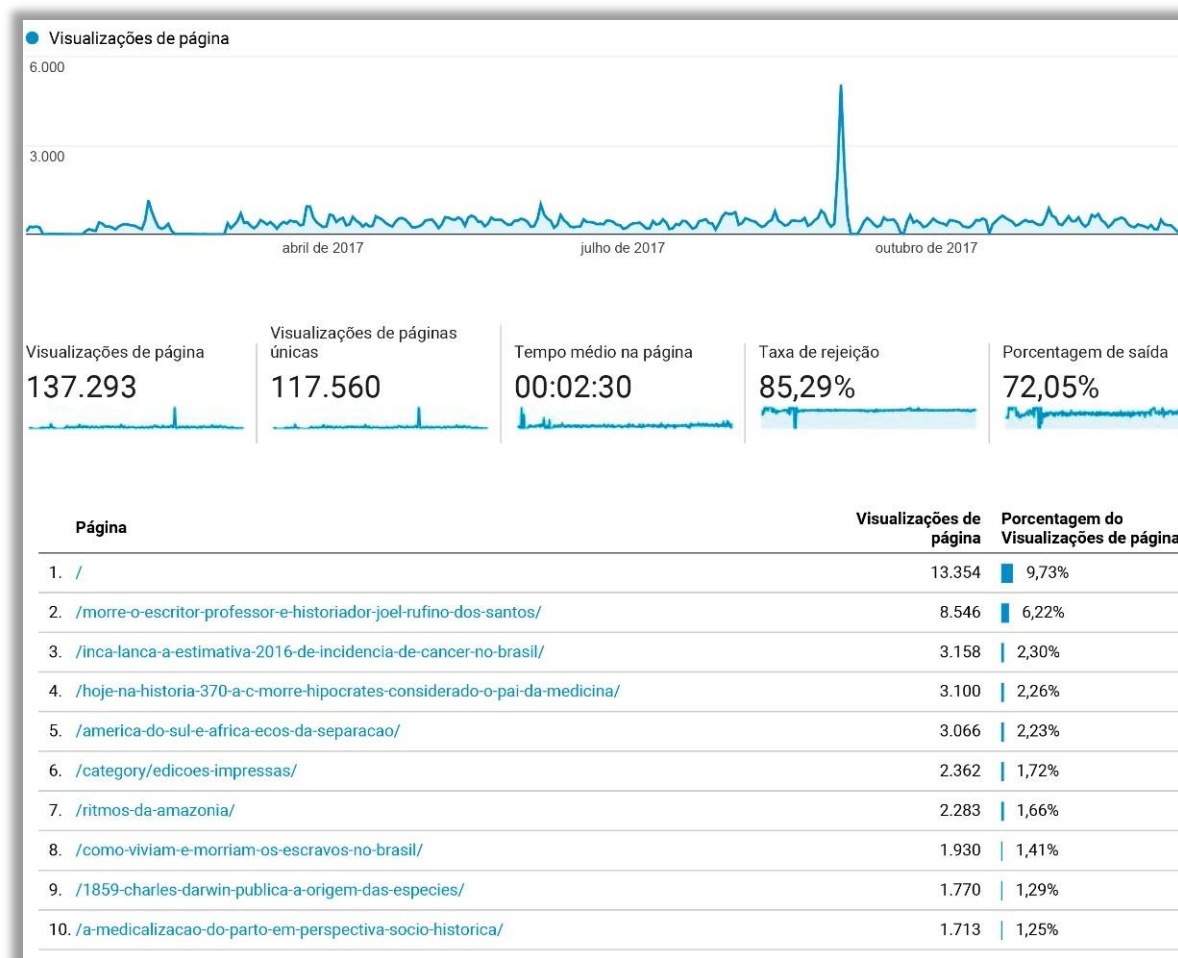 Visualizações de página
6.000
3.000
abril de 2017 julho de 2017 outubro de 2017
Visualizações de página
137.293
Visualizações de páginas
únicas
117.560
Tempo médio na página
00:02:30
Taxa de rejeição
85,29%
Porcentagem de saída
72,05%
Página Visualizações de página Porcentagem do Visualizações de página
1. / 13.354 9,73%
2. /morre-o-escritor-professor-e-historiador-joel-rufino-dos-santos/ 8.546 6,22%
3. /inca-lanca-a-estimativa-2016-de-incidencia-de-cancer-no-brasil/ 3.158 2,30%
4. /hoje-na-historia-370-a-c-morre-hipocrates-considerado-o-pai-da-medicina/ 3.100 2,26%
5. /america-do-sul-e-africa-ecos-da-separacao/ 3.066 2,23%
6. /category/edicoes-impressas/ 2.362 1,72%
7. /ritmos-da-amazonia/ 2.283 1,66%
8. /como-viviam-e-morriam-os-escravos-no-brasil/ 1.930 1,41%
9. /1859-charles-darwin-publica-a-origem-das-especies/ 1.770 1,29%
10. /a-medicalizacao-do-parto-em-perspectiva-socio-historica/ 1.713 1,25%